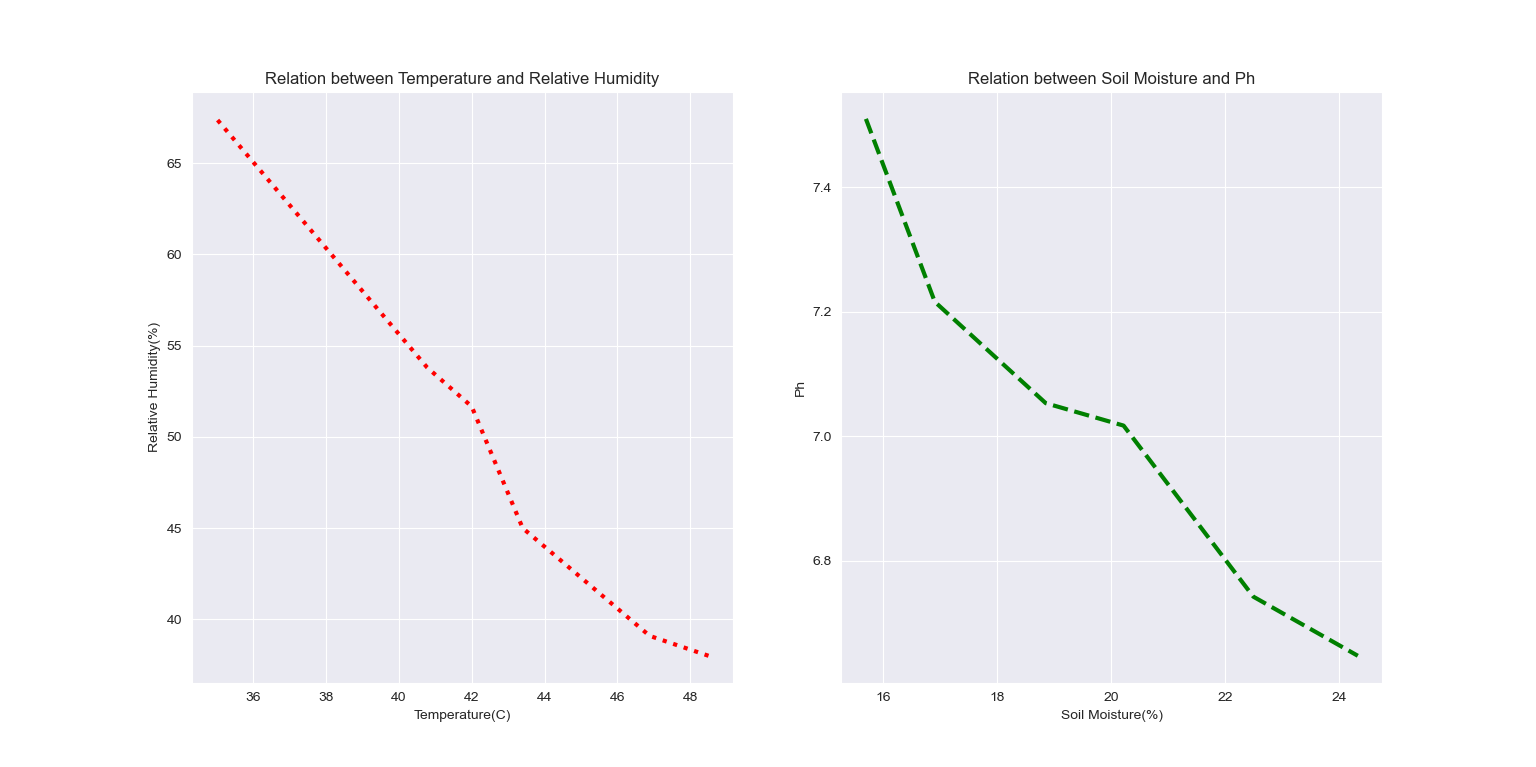 Relation between Temperature and Relative Humidity
65
60
55
50
45
40
Relative Humidity(%)
36 38 40 42 44 46 48
Temperature(C)
Relation between Soil Moisture and Ph
7.4
7.2
7.0
6.8
Ph
16 18 20 22 24
Soil Moisture(%)